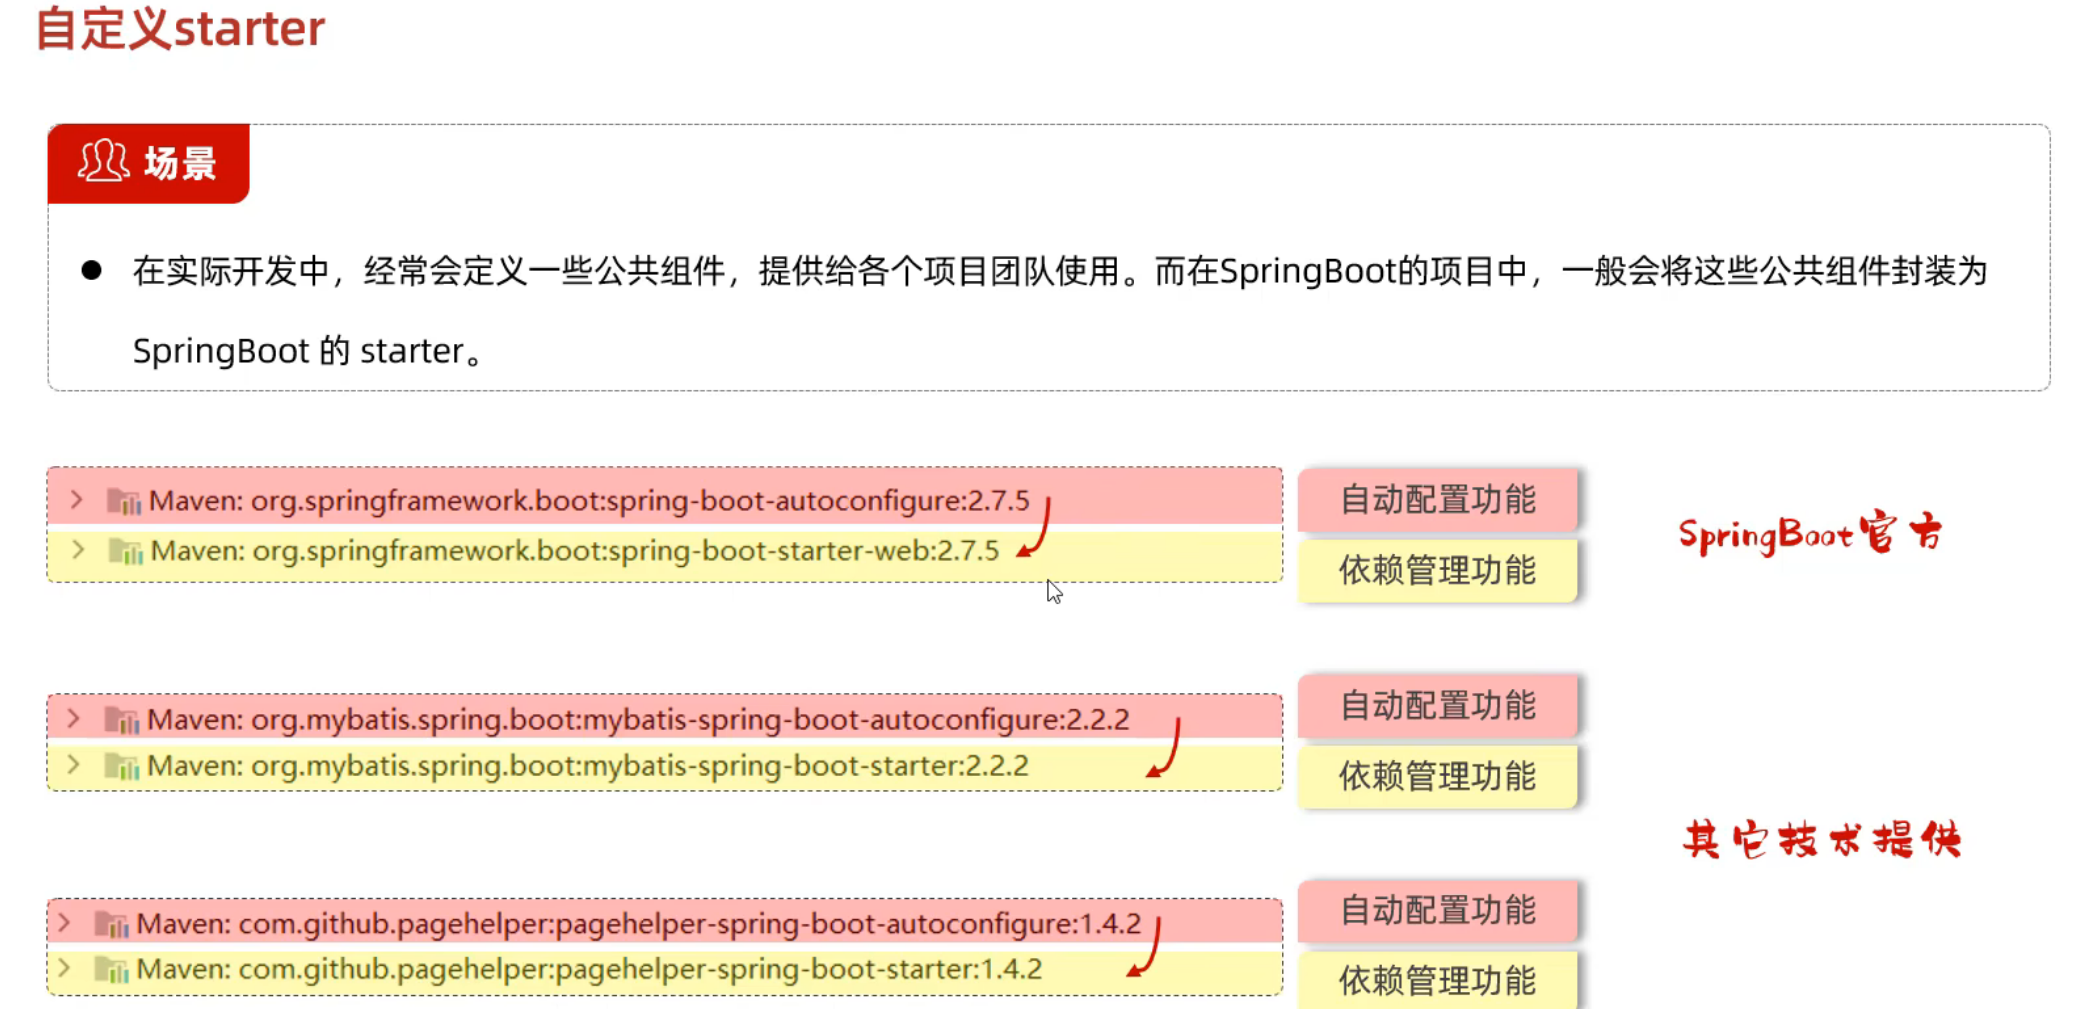 自定义starter
场景
在实际开发中，经常会定义一些公共组件，提供给各个项目团队使用。而在SpringBoot的项目中，一般会将这些公共组件封装为
SpringBoot 的 starter。
Maven: org.springframework.boot:spring-boot-autoconfigure:2.7.5
自动配置功能
Maven: org.springframework.boot:spring-boot-starter-web:2.7.5
依赖管理功能
SpringBoot官方
Maven: org.mybatis.spring.boot:mybatis-spring-boot-autoconfigure:2.2.2
自动配置功能
Maven: org.mybatis.spring.boot:mybatis-spring-boot-starter:2.2.2
依赖管理功能
其它技术提供
Maven: com.github.pagehelper:pagehelper-spring-boot-autoconfigure:1.4.2
自动配置功能
Maven: com.github.pagehelper:pagehelper-spring-boot-starter:1.4.2
依赖管理功能